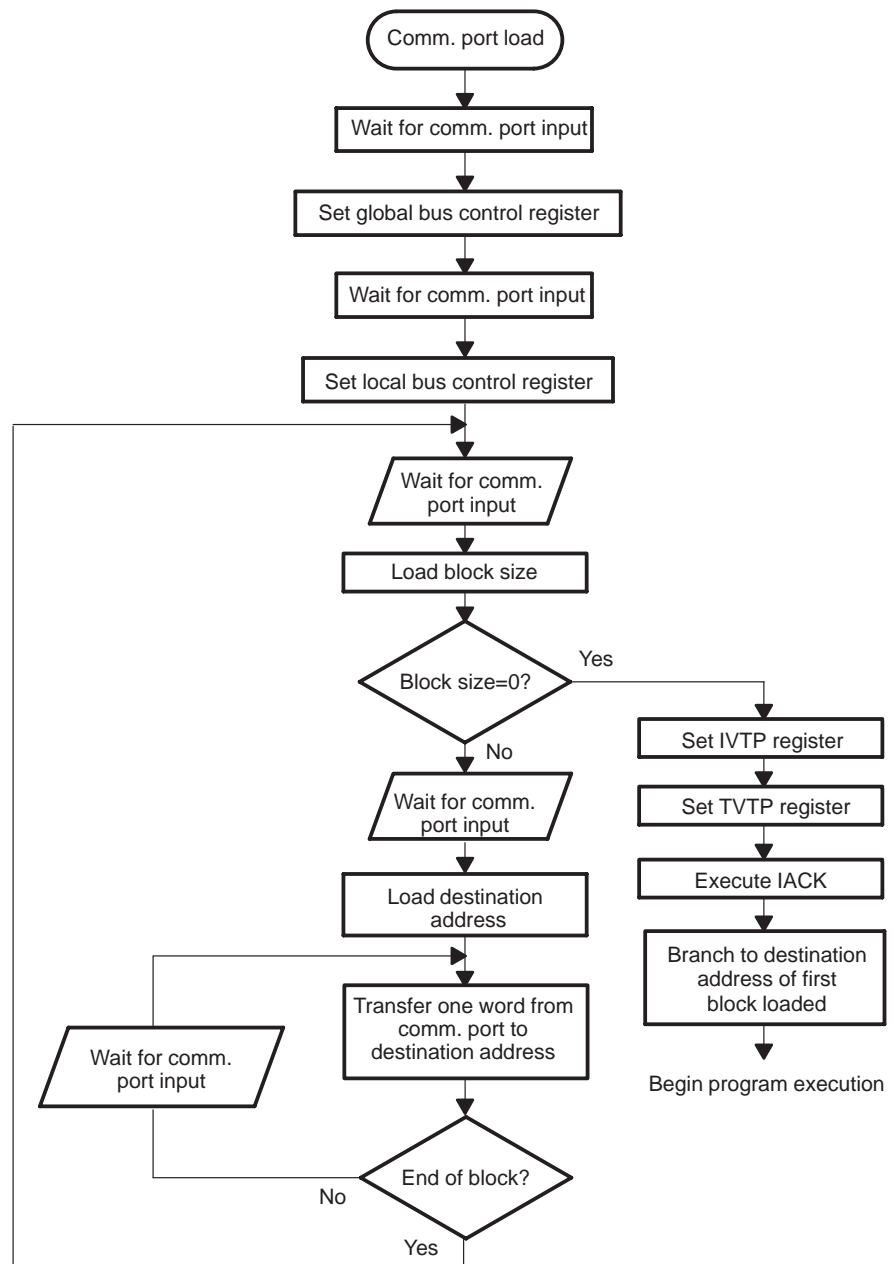 Comm. port load
Wait for comm. port input
Set global bus control register
Wait for comm. port input
Set local bus control register
Wait for comm.
port input
Load block size
Block size=0?
Yes
No
Set IVTP register
Set TVTP register
Execute IACK
Branch to destination
address of first
block loaded
Begin program execution
Wait for comm.
port input
Load destination
address
Transfer one word from
comm. port to
destination address
Wait for comm.
port input
End of block?
No
Yes